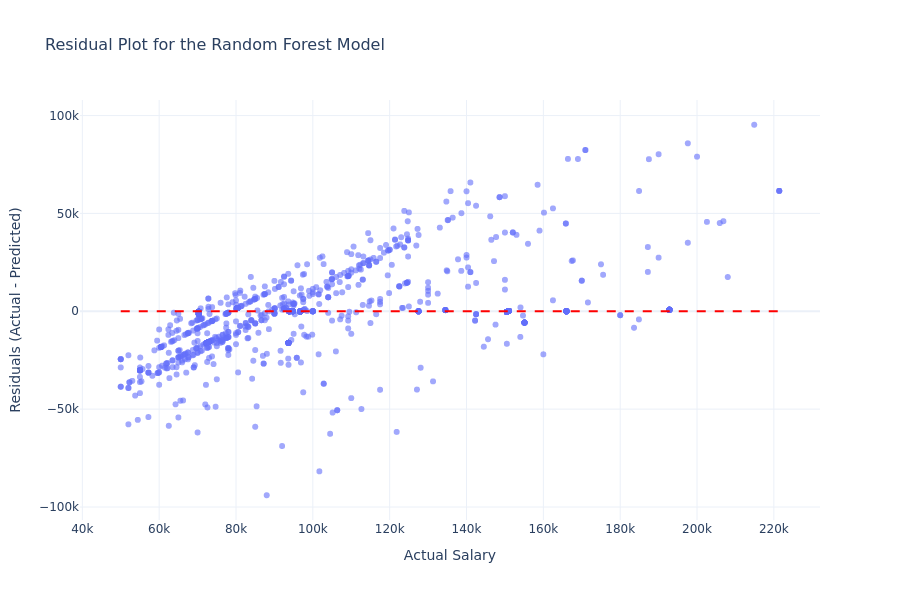 Residual Plot for the Random Forest Model
100k
50k
0
−50k
−100k
40k 60k 80k 100k 120k 140k 160k 180k 200k 220k
Actual Salary
Residuals (Actual - Predicted)